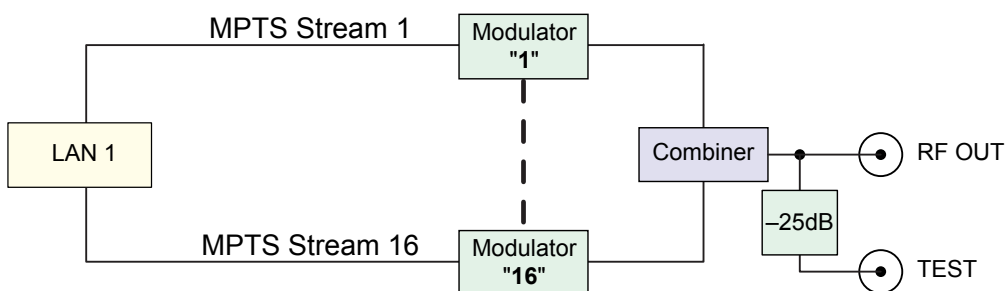 MPTS Stream 1
Modulator
"1"
LAN 1
Combiner
RF OUT
–25dB
MPTS Stream 16
Modulator
"16"
TEST